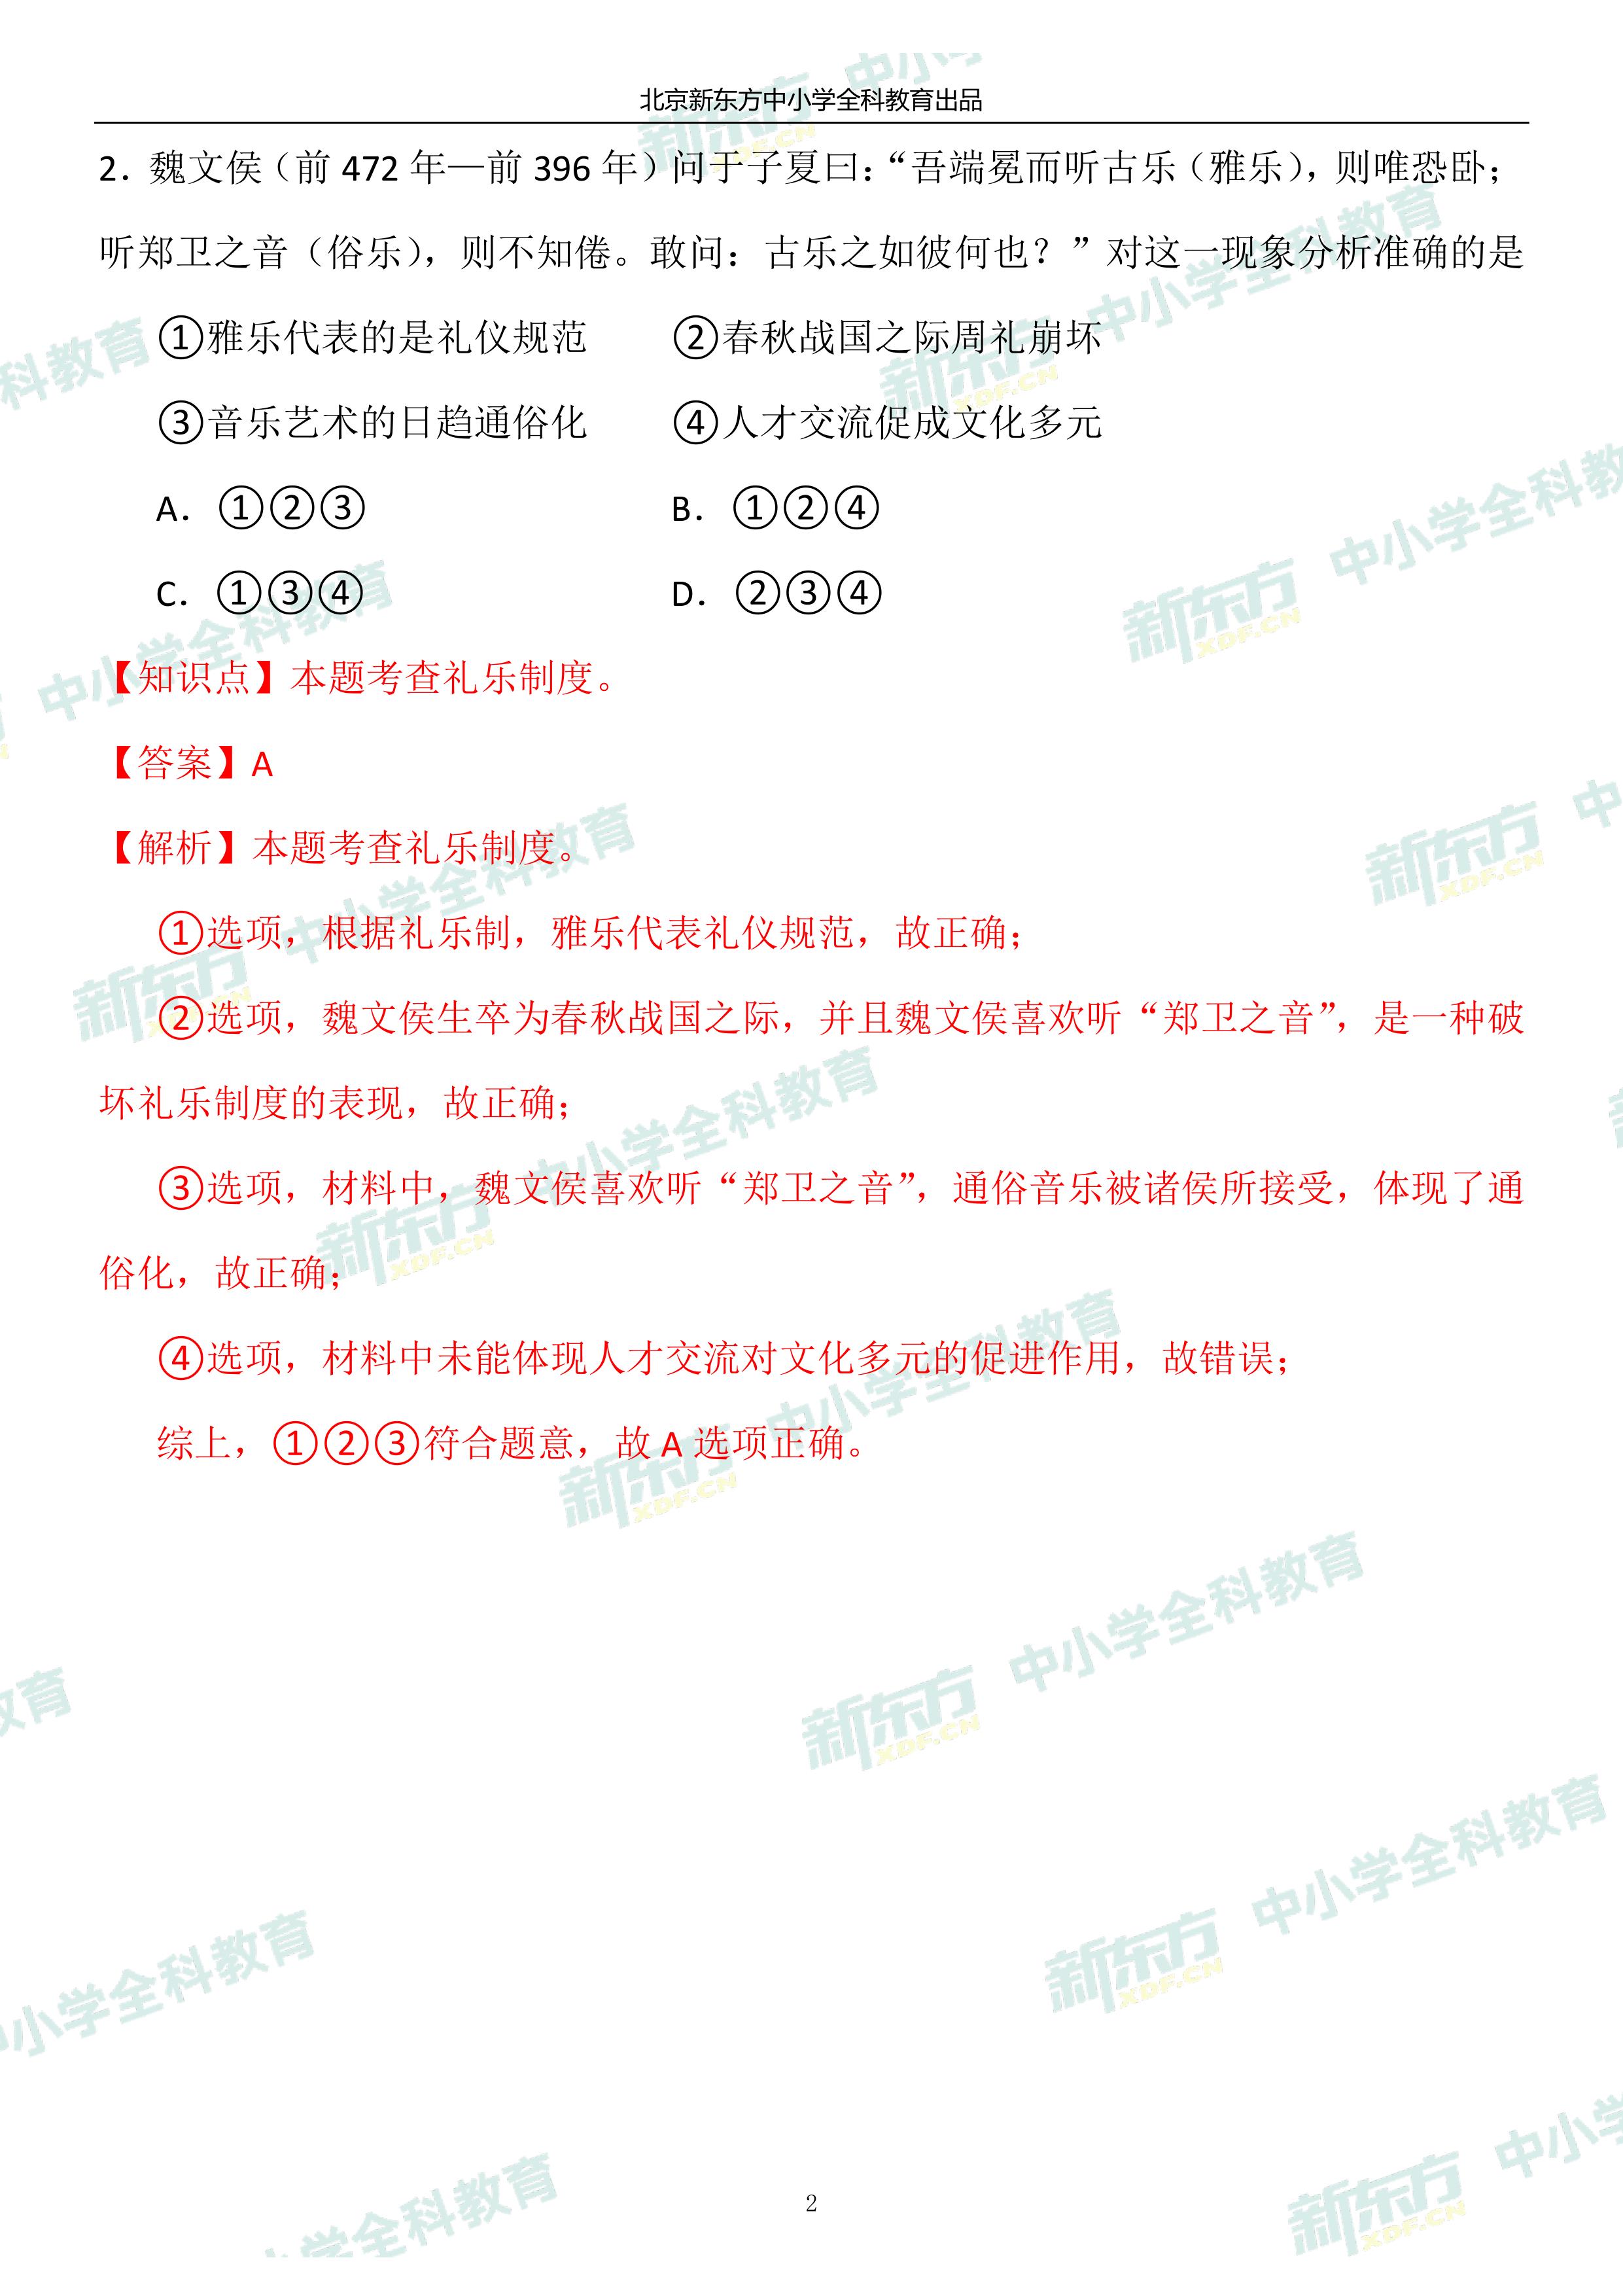 北京新东方中小学全科教育出品
2. 魏文侯（前 472 年—前 396 年）问于子夏曰：“吾端冕而听古乐（雅乐），则唯恐卧；
听郑卫之音（俗乐），则不知倦。敢问：古乐之如彼何也？”对这一现象分析准确的是
①雅乐代表的是礼仪规范 ②春秋战国之际周礼崩坏
③音乐艺术的日趋通俗化 ④人才交流促成文化多元
A. ①②③ B. ①②④
C. ①③④ D. ②③④
【知识点】本题考查礼乐制度。
【答案】A
【解析】本题考查礼乐制度。
①选项，根据礼乐制，雅乐代表礼仪规范，故正确；
②选项，魏文侯生卒为春秋战国之际，并且魏文侯喜欢听“郑卫之音”，是一种破
坏礼乐制度的表现，故正确；
③选项，材料中，魏文侯喜欢听“郑卫之音”，通俗音乐被诸侯所接受，体现了通
俗化，故正确；
④选项，材料中未能体现人才交流对文化多元的促进作用，故错误；
综上，①②③符合题意，故 A 选项正确。
2
新东方 XDF.CN 中小学全科教育